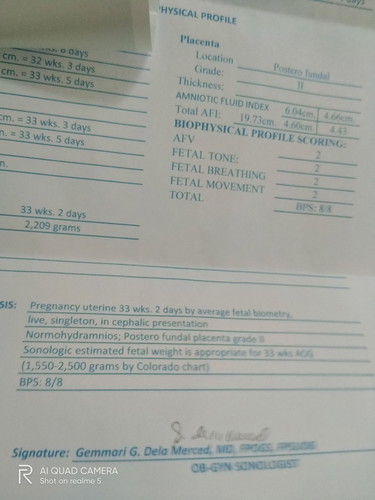 PHYSICAL PROFILE
Placenta
Location Postero fundal
Grade: II
Thickness:
AMNIOTIC FLUID INDEX 6.04cm. 4.66cm.
Total AFI: 19.73cm. 4.60cm. 4.43
BIOPHYSICAL PROFILE SCORING:
AFV 2
FETAL TONE: 2
FETAL BREATHING 2
FETAL MOVEMENT 2
TOTAL BPS: 8/8
days
cm. = 32 wks. 3 days
cm. = 33 wks. 5 days
cm. = 33 wks. 3 days
m. = 33 wks. 5 days
33 wks. 2 days
2,209 grams
SIS: Pregnancy uterine 33 wks. 2 days by average fetal biometry,
live, singleton, in cephalic presentation
Normohydramnios; Postero fundal placenta grade II
Sonologic estimated fetal weight is appropriate for 33 wks AOG
(1,550-2,500 grams by Colorado chart)
BPS: 8/8
Signature: Gemmari G. Dela Merced, MD, FPOGS, FPSUOG
OB-GYN SONOLOGIST
AI QUAD CAMERA
Shot on realme 5